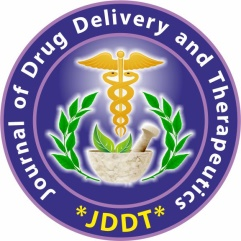 Journal of Drug Delivery and Therapeutics
*JDDT*